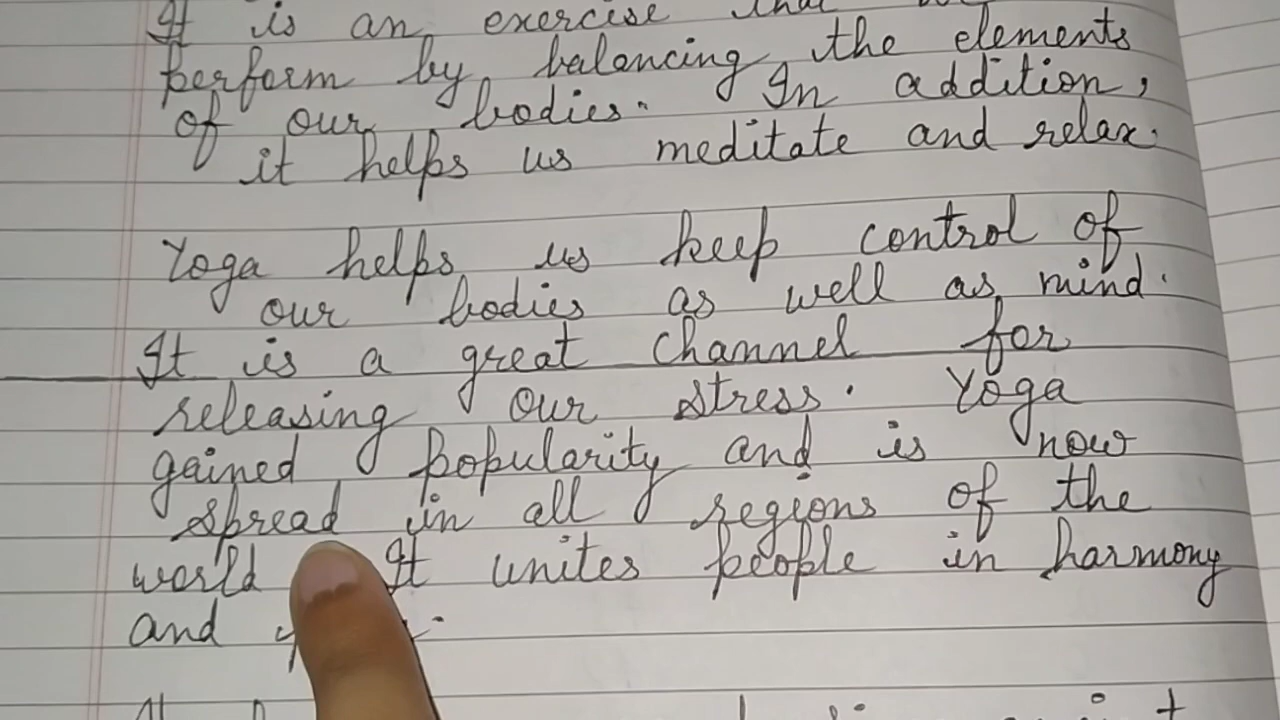 It is an exercise that
perform by balancing the elements
of our bodies. In addition,
it helps us meditate and relax.
Yoga helps us keep control of
our bodies as well as mind.
It is a great channel for
releasing our stress. Yoga
gained popularity and is now
spread in all regions of the
world It unites people in harmony
and